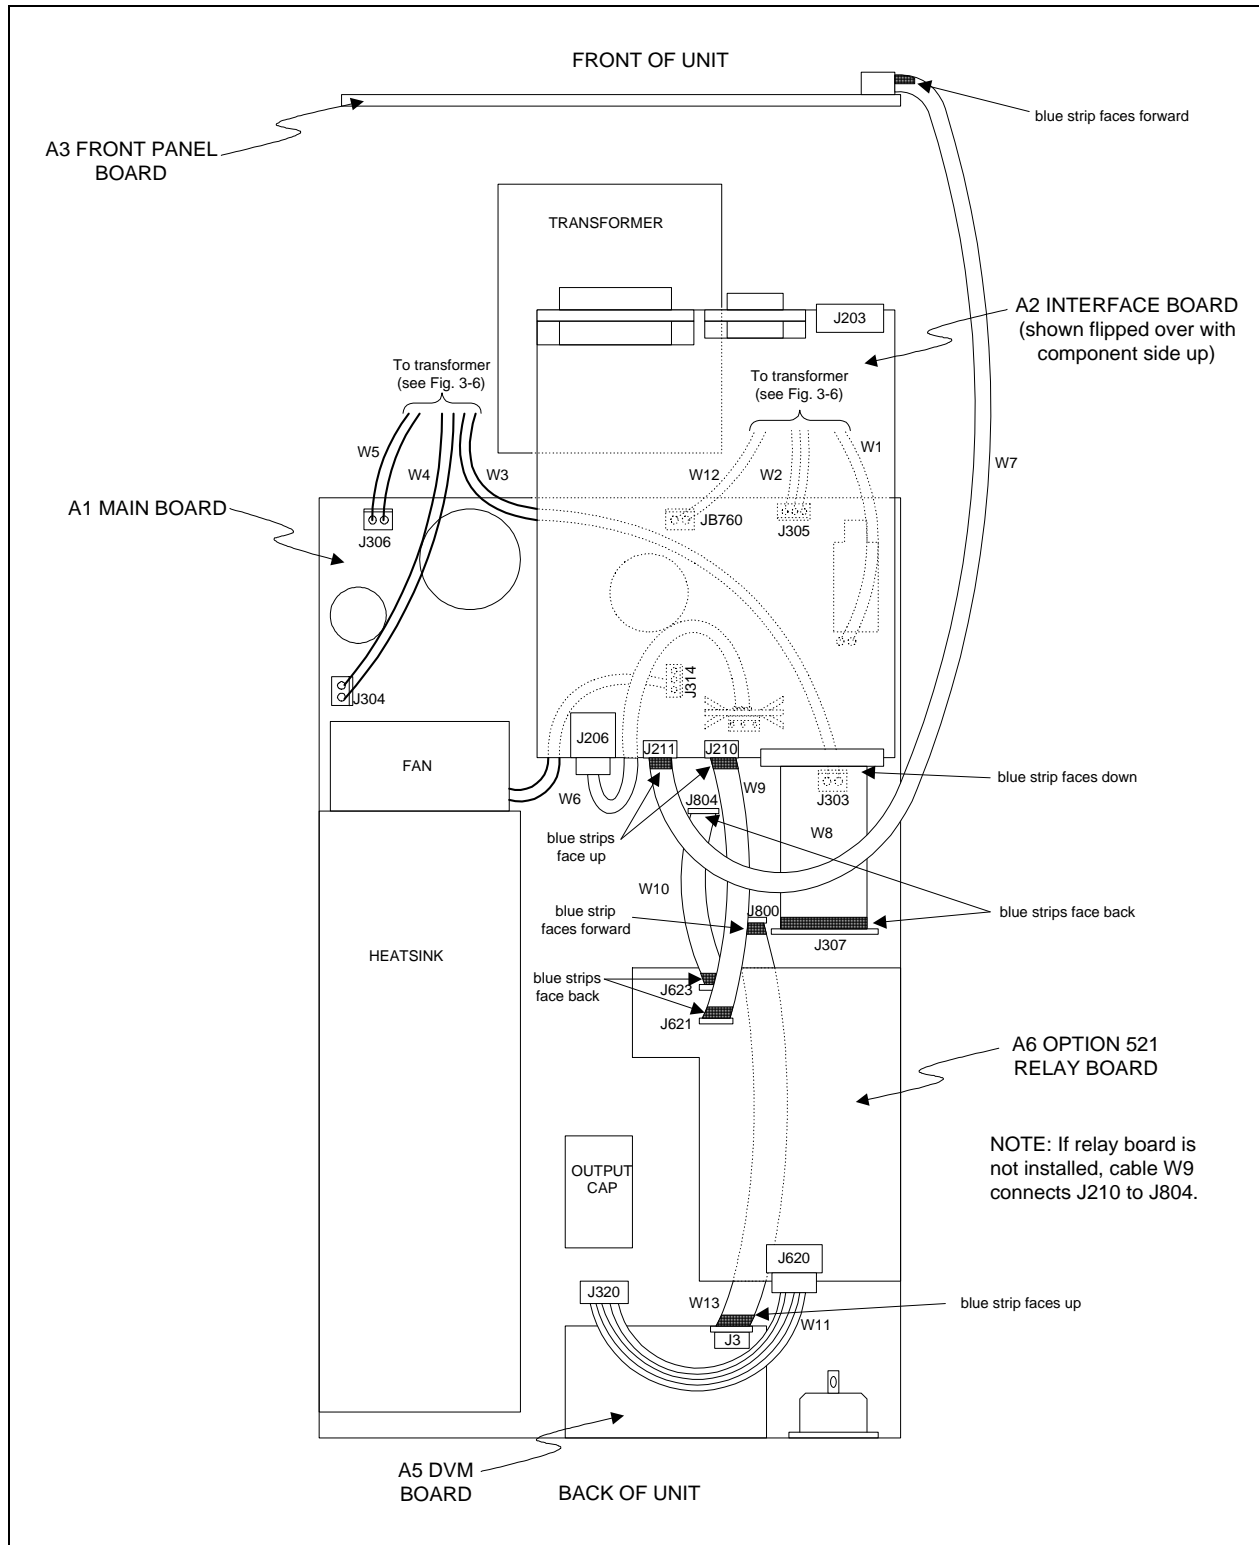 FRONT OF UNIT
blue strip faces forward
A3 FRONT PANEL
BOARD
TRANSFORMER
J203
A2 INTERFACE BOARD
(shown flipped over with
component side up)
To transformer
(see Fig. 3-6)
To transformer
(see Fig. 3-6)
W5
W4
W3
W12
W2
W1
W7
A1 MAIN BOARD
J306
JB760
J305
J304
J314
FAN
J206
J211
J210
W6
W9
J303
blue strip faces down
J804
blue strips
face up
W8
W10
J800
blue strip
faces forward
blue strips face back
J307
HEATSINK
blue strips
face back
J623
J621
A6 OPTION 521
RELAY BOARD
NOTE: If relay board is
not installed, cable W9
connects J210 to J804.
OUTPUT
CAP
J620
J320
W13
blue strip faces up
W11
J3
A5 DVM
BOARD
BACK OF UNIT